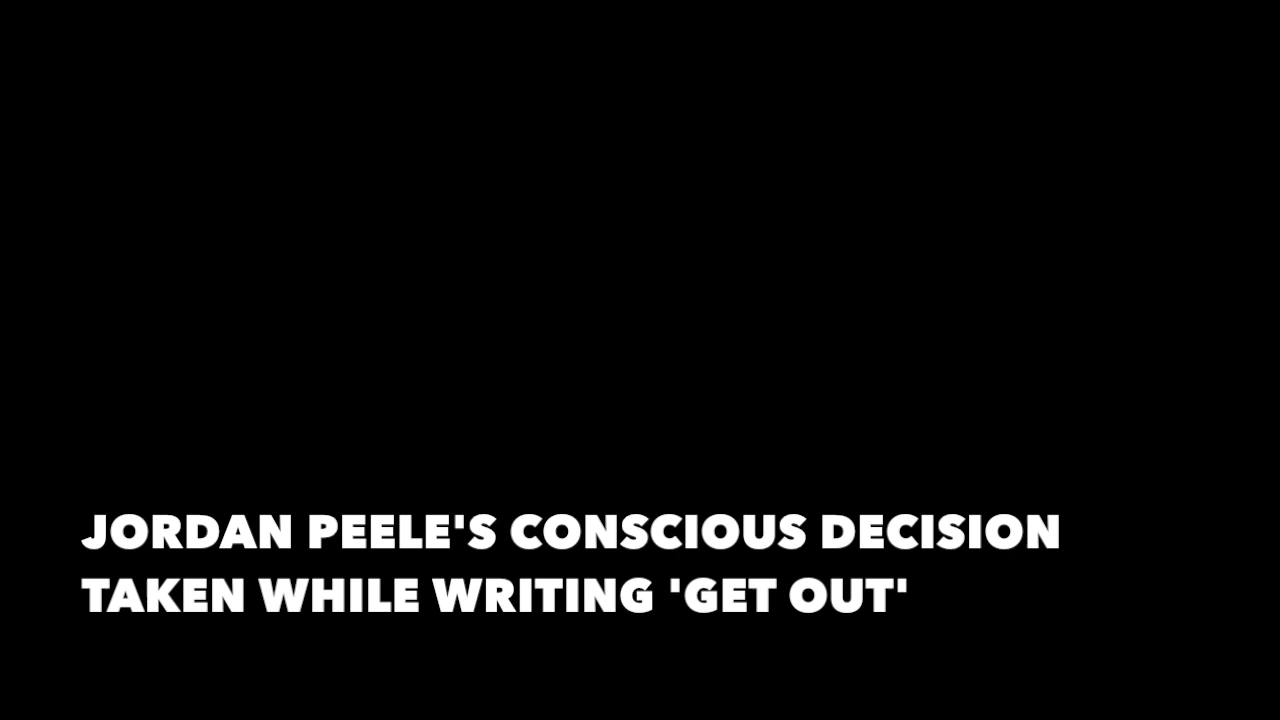 JORDAN PEELE'S CONSCIOUS DECISION
TAKEN WHILE WRITING 'GET OUT'